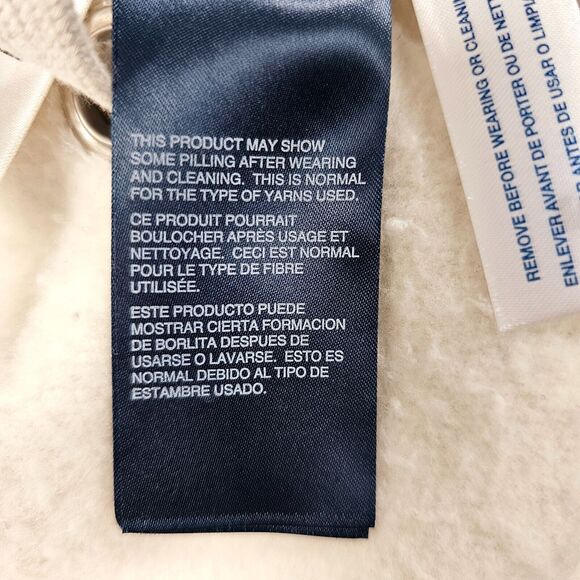 THIS PRODUCT MAY SHOW
SOME PILLING AFTER WEARING
AND CLEANING. THIS IS NORMAL
FOR THE TYPE OF YARNS USED.
CE PRODUIT POURRAIT
BOULOCHER APRÈS USAGE ET
NETTOYAGE. CECI EST NORMAL
POUR LE TYPE DE FIBRE
UTILISÉE.
ESTE PRODUCTO PUEDE
MOSTRAR CIERTA FORMACION
DE BORLITA DESPUES DE
USARSE O LAVARSE. ESTO ES
NORMAL DEBIDO AL TIPO DE
ESTAMBRE USADO.
REMOVE BEFORE WEARING OR CLEANING
ENLEVER AVANT DE PORTER OU DE
ANTES DE USAR O